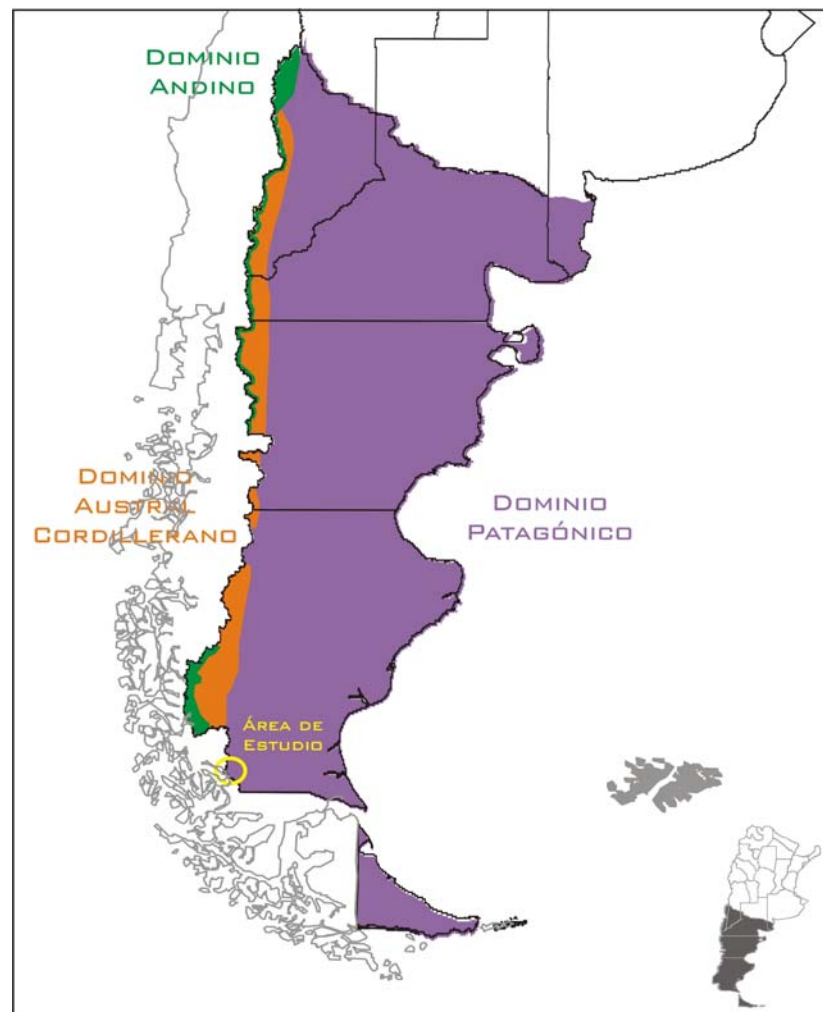 DOMINIO
ANDINO
DOMINIO
AUSTRAL
CORDILLERANO
DOMINIO
PATAGÓNICO
ÁREA DE
ESTUDIO